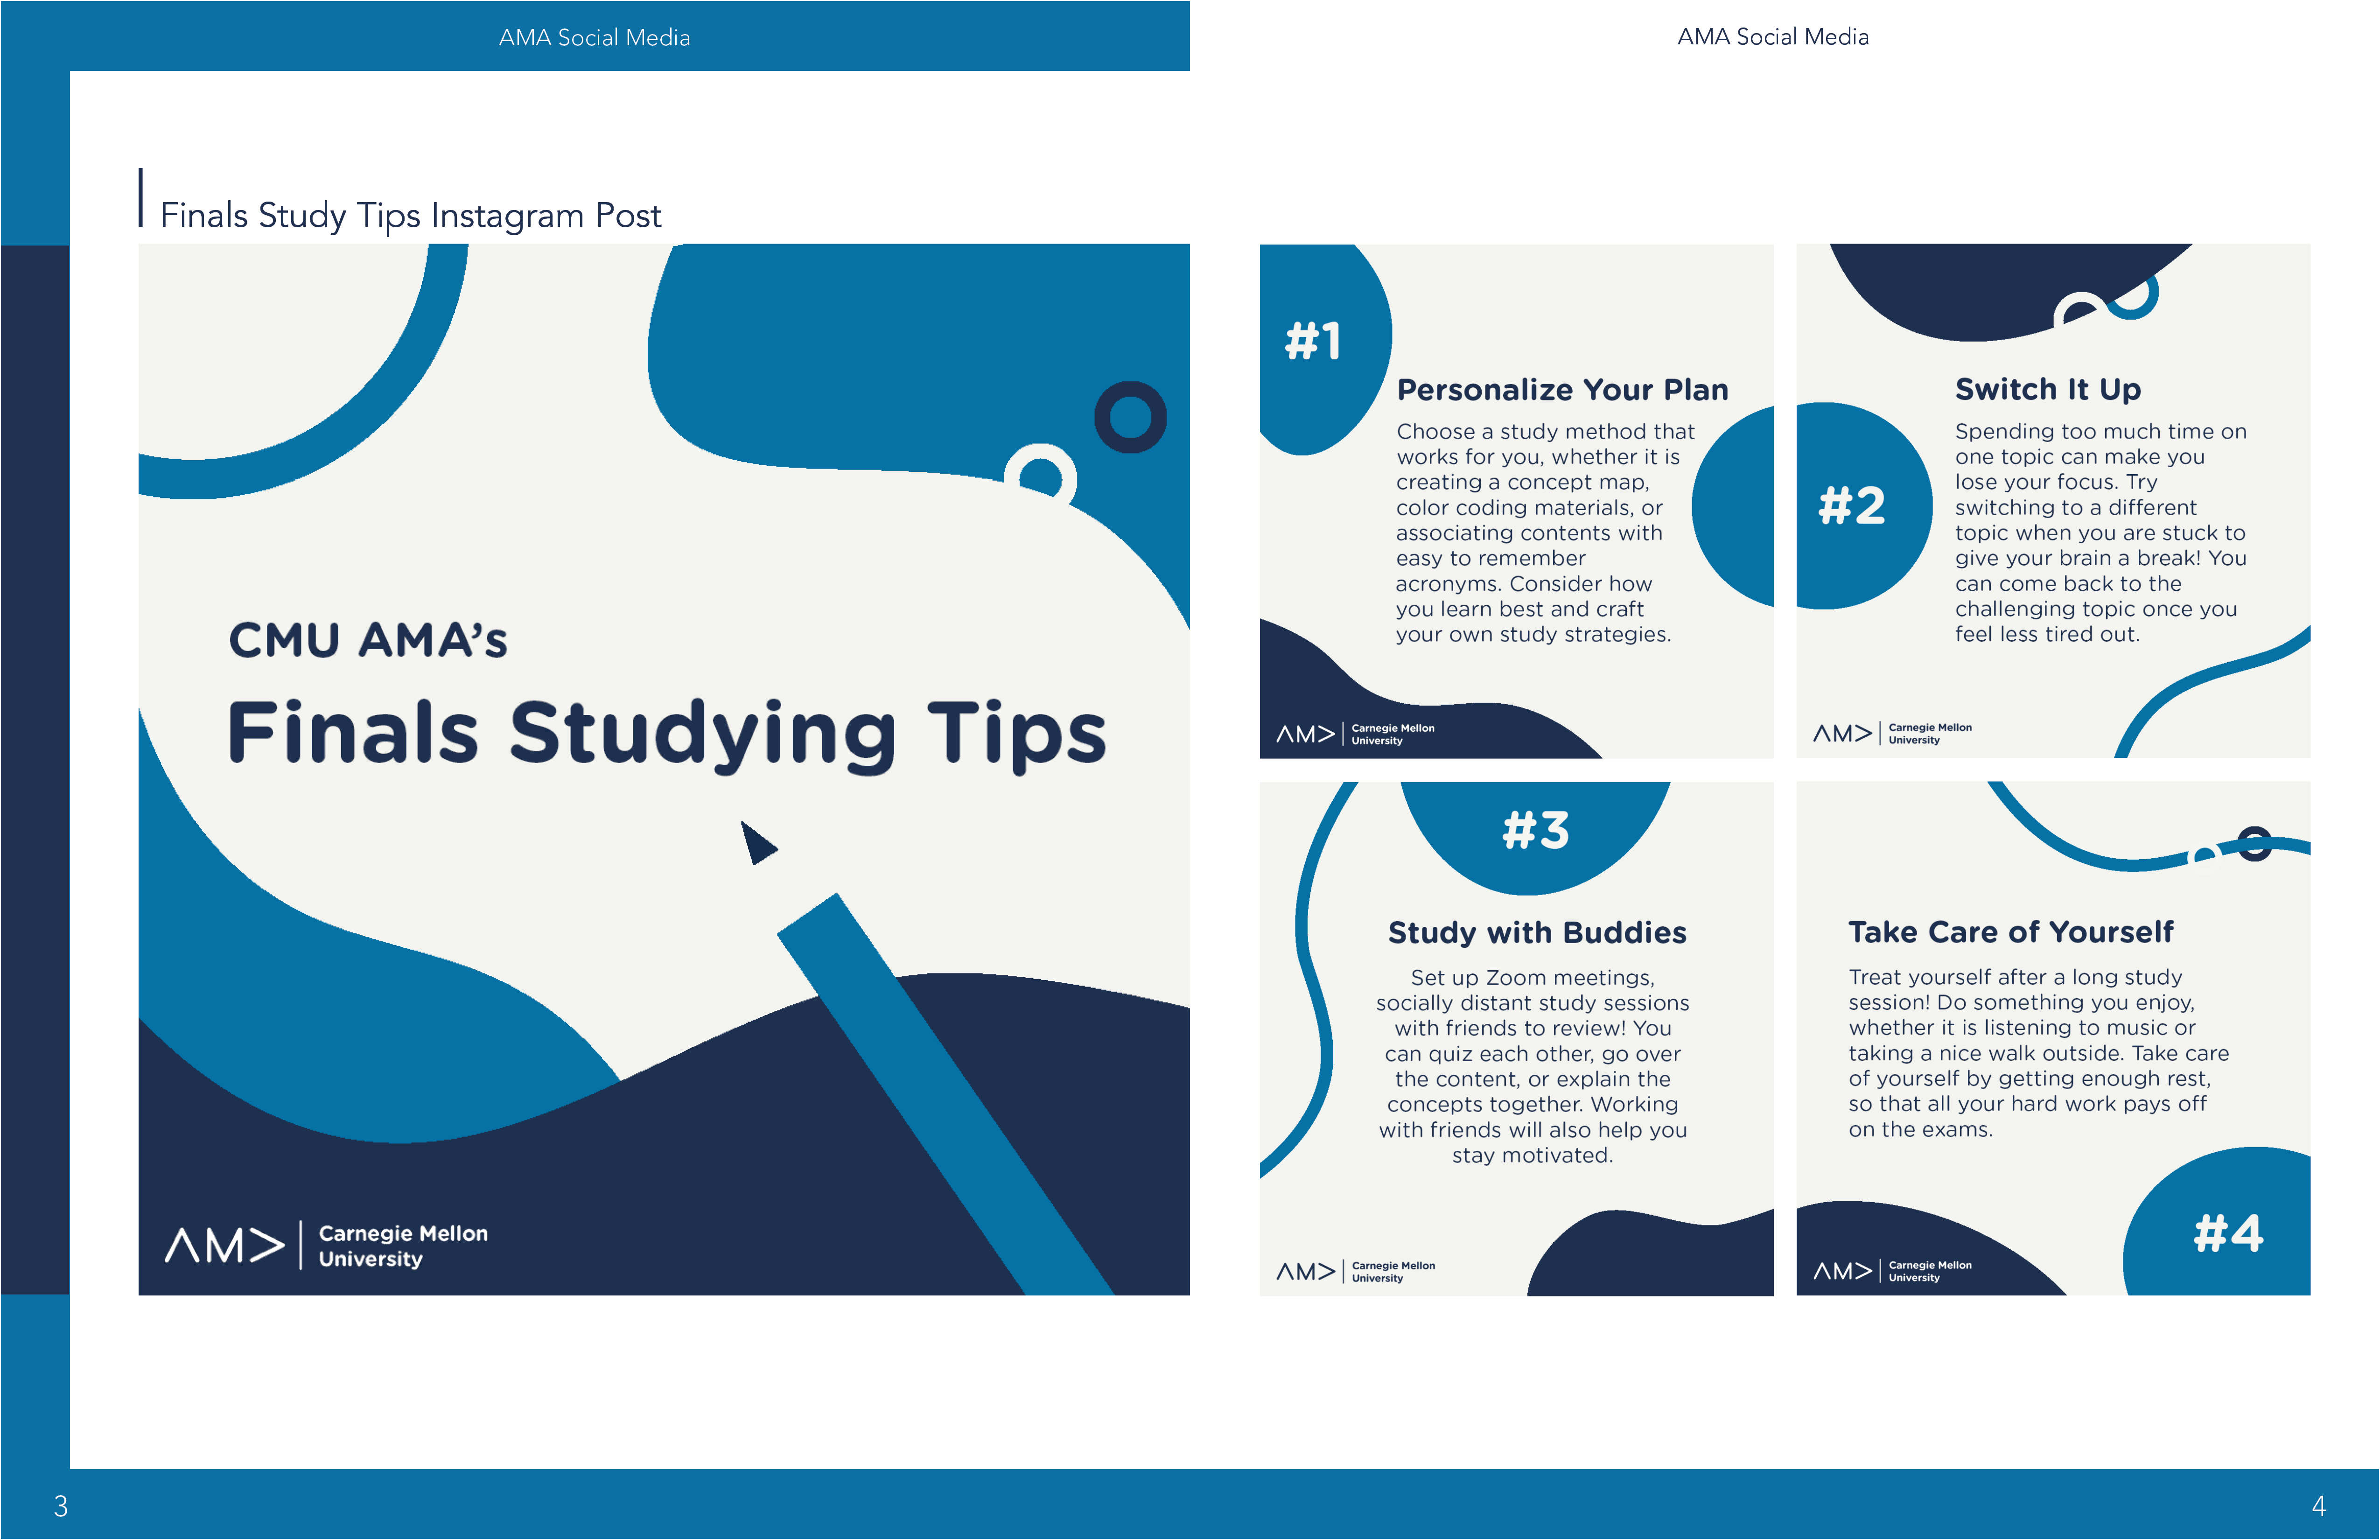 AMA Social Media
AMA Social Media
Finals Study Tips Instagram Post
CMU AMA’s
Finals Studying Tips
AMA
Carnegie Mellon
University
#1
Personalize Your Plan
Choose a study method that
works for you, whether it is
creating a concept map,
color coding materials, or
associating contents with
easy to remember
acronyms. Consider how
you learn best and craft
your own study strategies.
AMA
Carnegie Mellon
University
#2
Switch It Up
Spending too much time on
one topic can make you
lose your focus. Try
switching to a different
topic when you are stuck to
give your brain a break! You
can come back to the
challenging topic once you
feel less tired out.
AMA
Carnegie Mellon
University
#3
Study with Buddies
Set up Zoom meetings,
socially distant study sessions
with friends to review! You
can quiz each other, go over
the content, or explain the
concepts together. Working
with friends will also help you
stay motivated.
AMA
Carnegie Mellon
University
Take Care of Yourself
Treat yourself after a long study
session! Do something you enjoy,
whether it is listening to music or
taking a nice walk outside. Take care
of yourself by getting enough rest,
so that all your hard work pays off
on the exams.
#4
AMA
Carnegie Mellon
University
3
4